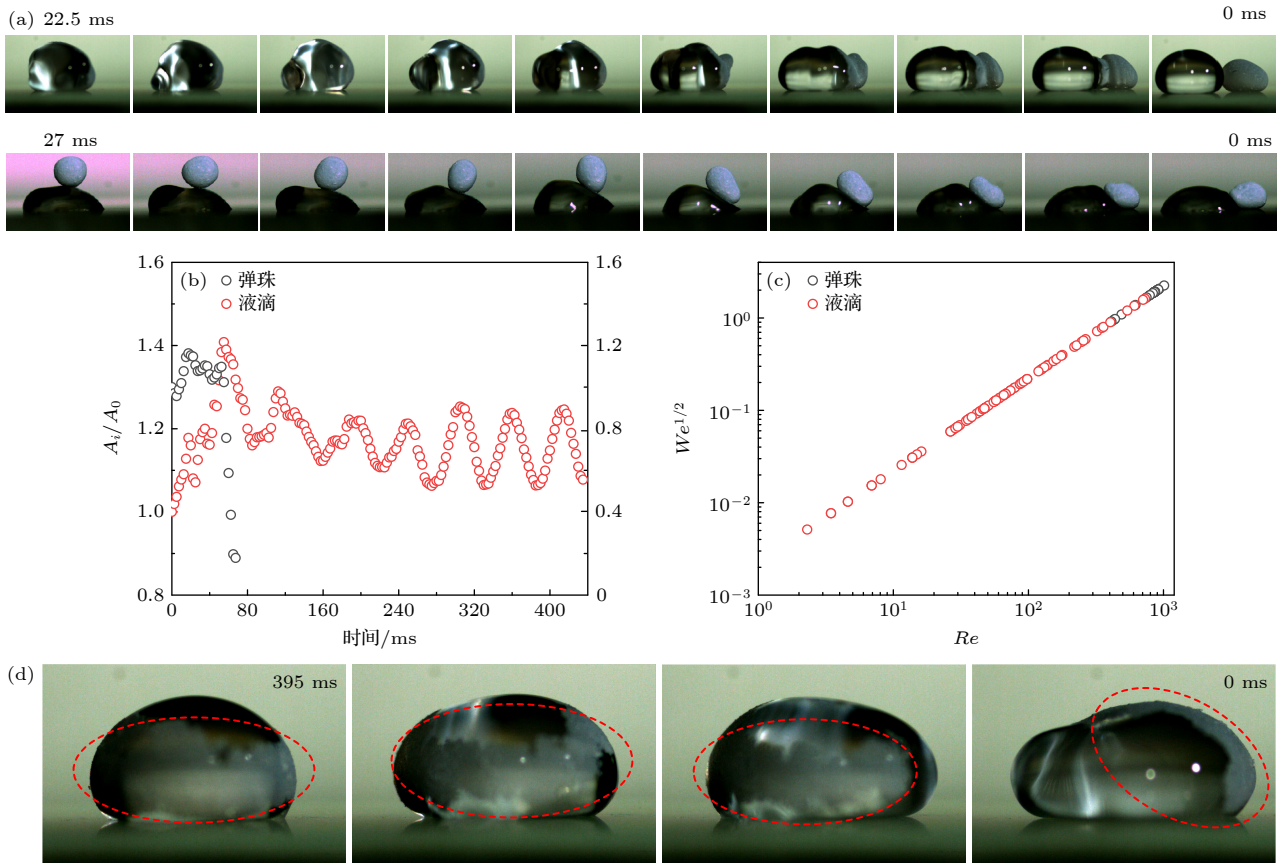 (a) 22.5 ms 0 ms
27 ms 0 ms
(b) 弹珠 液滴
1.6 1.4 1.2 1.0 0.8
A_i/A_0
1.6 1.2 0.8 0.4 0
0 80 160 240 320 400
时间/ms
(c) 弹珠 液滴
10^0 10^{-1} 10^{-2} 10^{-3}
We^{1/2}
10^0 10^1 10^2 10^3
Re
(d) 395 ms 0 ms